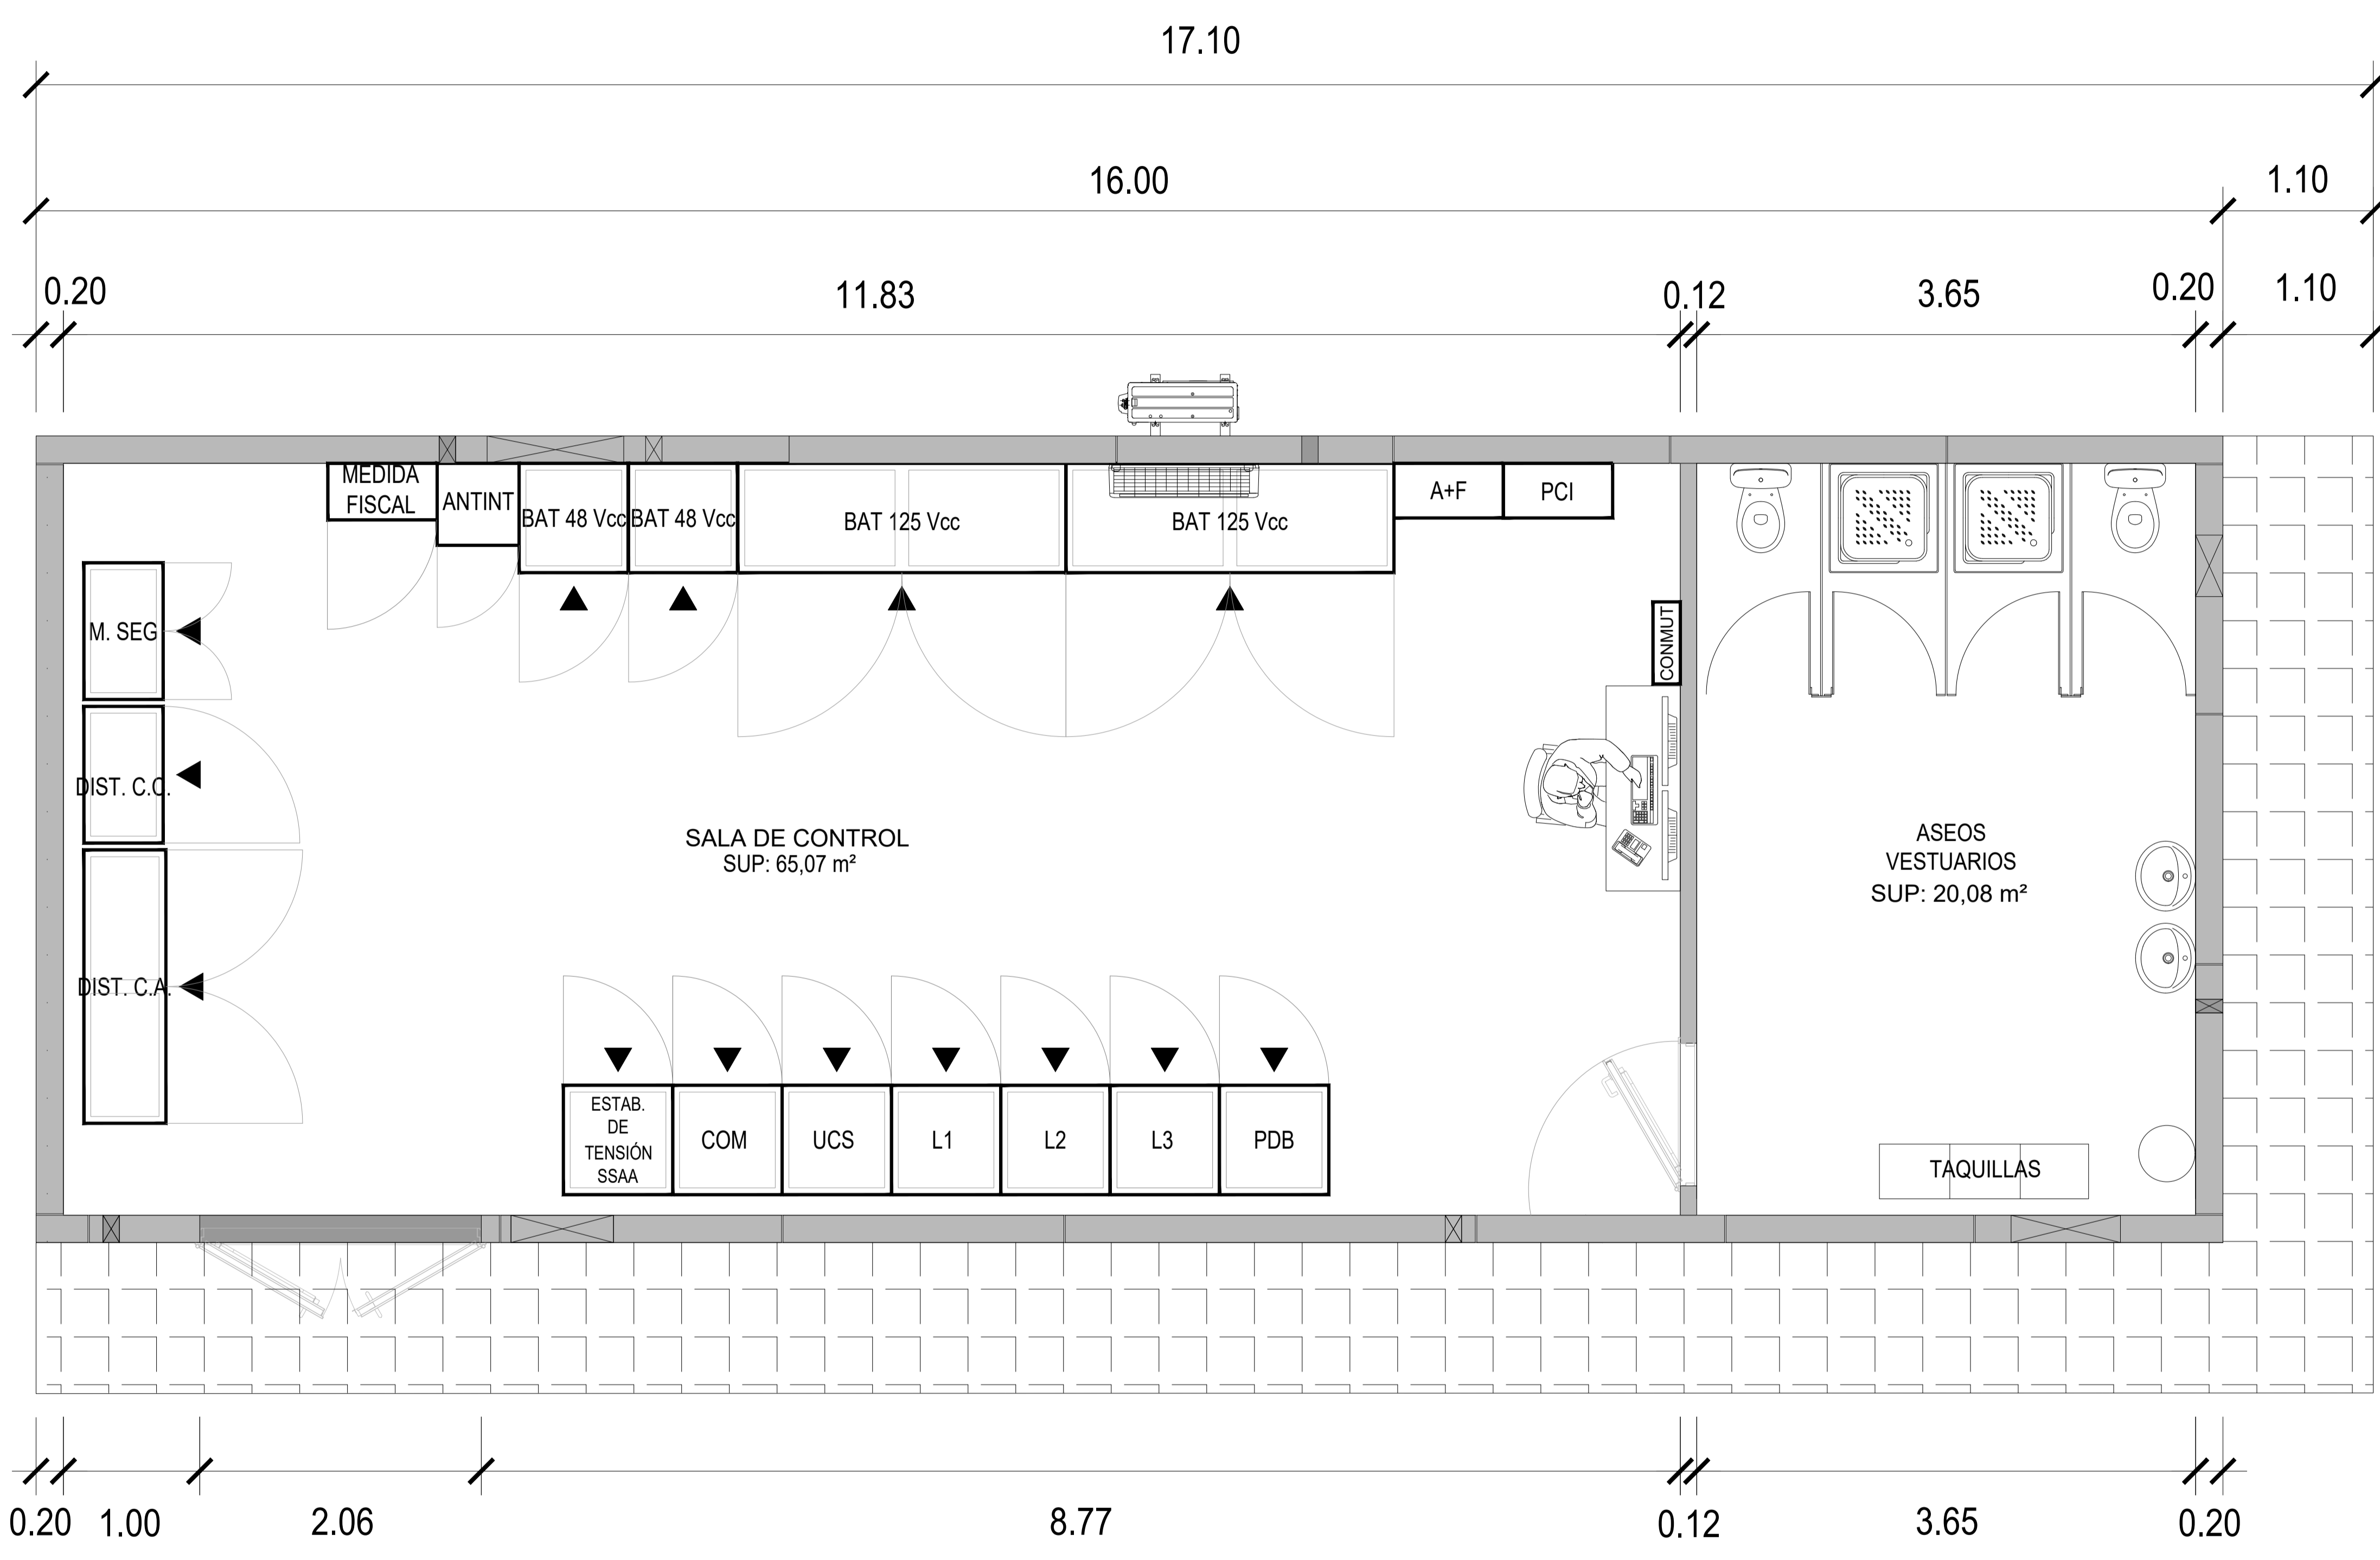 17.10
16.00
1.10
0.20
11.83
0.12
3.65
0.20
1.10
MEDIDA
FISCAL
ANTINT
BAT 48 Vcc
BAT 48 Vcc
BAT 125 Vcc
BAT 125 Vcc
A+F
PCI
M. SEG
CONMUT
DIST. C.C.
SALA DE CONTROL
SUP: 65,07 m²
ASEOS
VESTUARIOS
SUP: 20,08 m²
DIST. C.A.
ESTAB.
DE
TENSIÓN
SSAA
COM
UCS
L1
L2
L3
PDB
TAQUILLAS
0.20
1.00
2.06
8.77
0.12
3.65
0.20